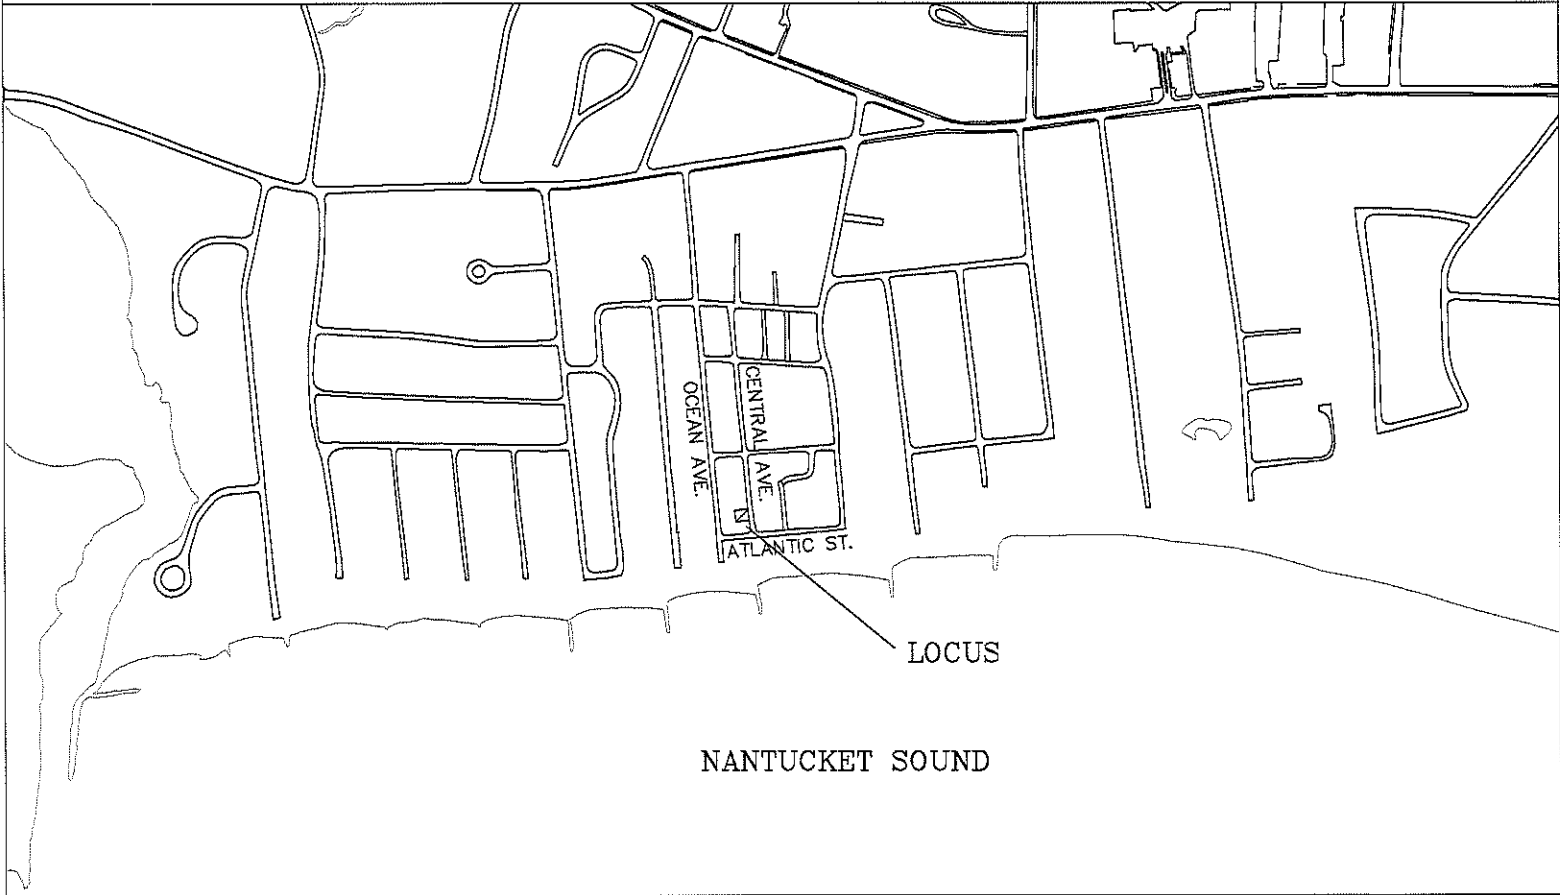 OCEAN AVE.
CENTRAL AVE.
ATLANTIC ST.
LOCUS
NANTUCKET SOUND